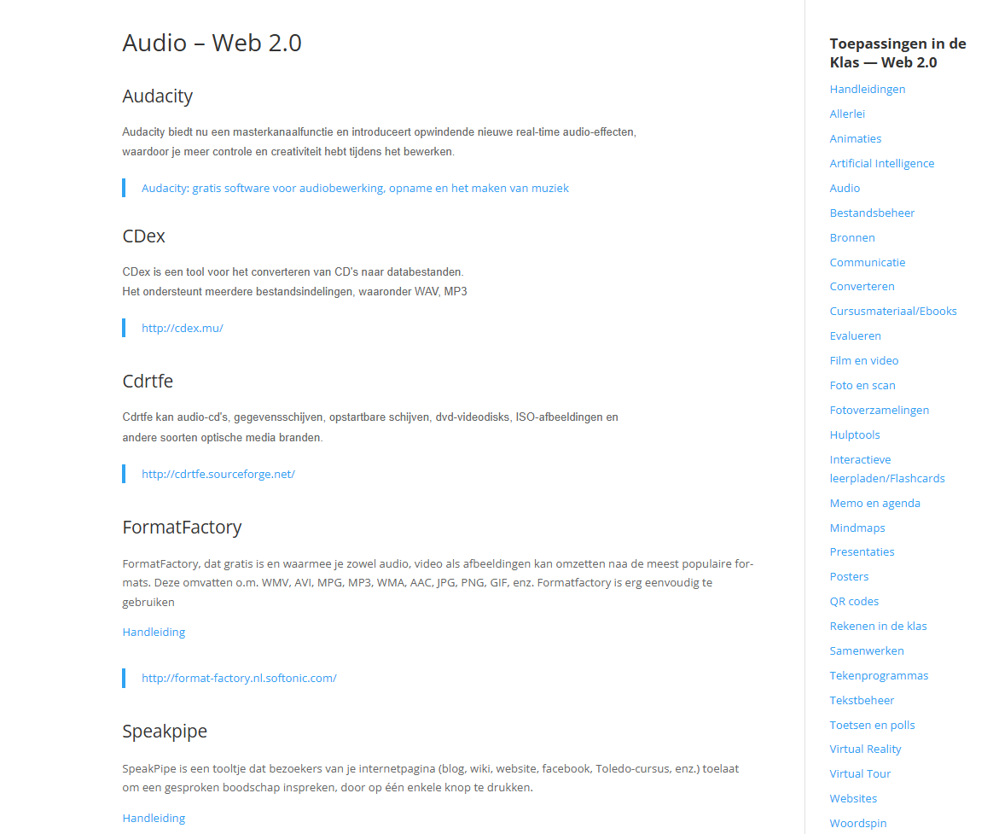 Audio – Web 2.0
Audacity
Audacity biedt nu een masterkanaalfunctie en introduceert opwindende nieuwe real-time audio-effecten,
waardoor je meer controle en creativiteit hebt tijdens het bewerken.
Audacity: gratis software voor audiobewerking, opname en het maken van muziek
CDex
CDex is een tool voor het converteren van CD's naar databestanden.
Het ondersteunt meerdere bestandsindelingen, waaronder WAV, MP3
http://cdex.mu/
Cdrtfe
Cdrtfe kan audio-cd's, gegevensschijven, opstartbare schijven, dvd-videodisks, ISO-afbeeldingen en
andere soorten optische media branden.
http://cdrtfe.sourceforge.net/
FormatFactory
FormatFactory, dat gratis is en waarmee je zowel audio, video als afbeeldingen kan omzetten naa de meest populaire for-
mats. Deze omvatten o.m. WMV, AVI, MPG, MP3, WMA, AAC, JPG, PNG, GIF, enz. Formatfactory is erg eenvoudig te
gebruiken
Handleiding
http://format-factory.nl.softonic.com/
Speakpipe
SpeakPipe is een tooltje dat bezoekers van je internetpagina (blog, wiki, website, facebook, Toledo-cursus, enz.) toelaat
om een gesproken boodschap inspreken, door op één enkele knop te drukken.
Handleiding
Toepassingen in de
Klas — Web 2.0
Handleidingen
Allerlei
Animaties
Artificial Intelligence
Audio
Bestandsbeheer
Bronnen
Communicatie
Converteren
Cursusmateriaal/Ebooks
Evalueren
Film en video
Foto en scan
Fotoverzamelingen
Hulptools
Interactieve
leerpladen/Flashcards
Memo en agenda
Mindmaps
Presentaties
Posters
QR codes
Rekenen in de klas
Samenwerken
Tekenprogrammas
Tekstbeheer
Toetsen en polls
Virtual Reality
Virtual Tour
Websites
Woordspin